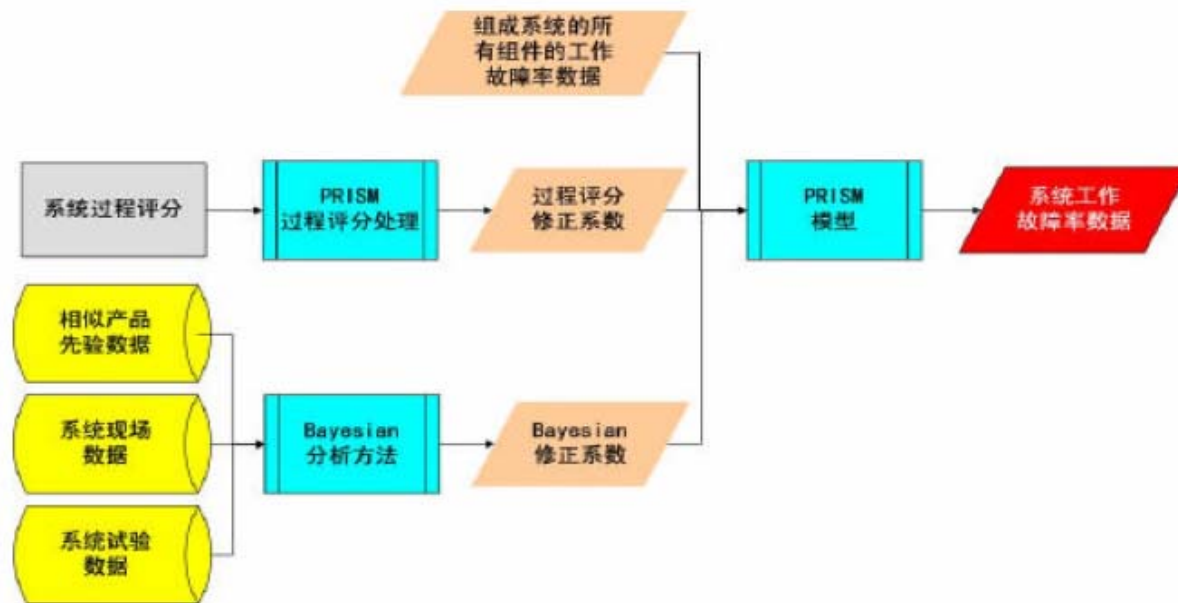 组成系统的所
有组件的工作
故障率数据
系统过程评分
PRISM
过程评分处理
过程评分
修正系数
PRISM
模型
系统工作
故障率数据
相似产品
先验数据
系统现场
数据
Bayesian
分析方法
Bayesian
修正系数
系统试验
数据